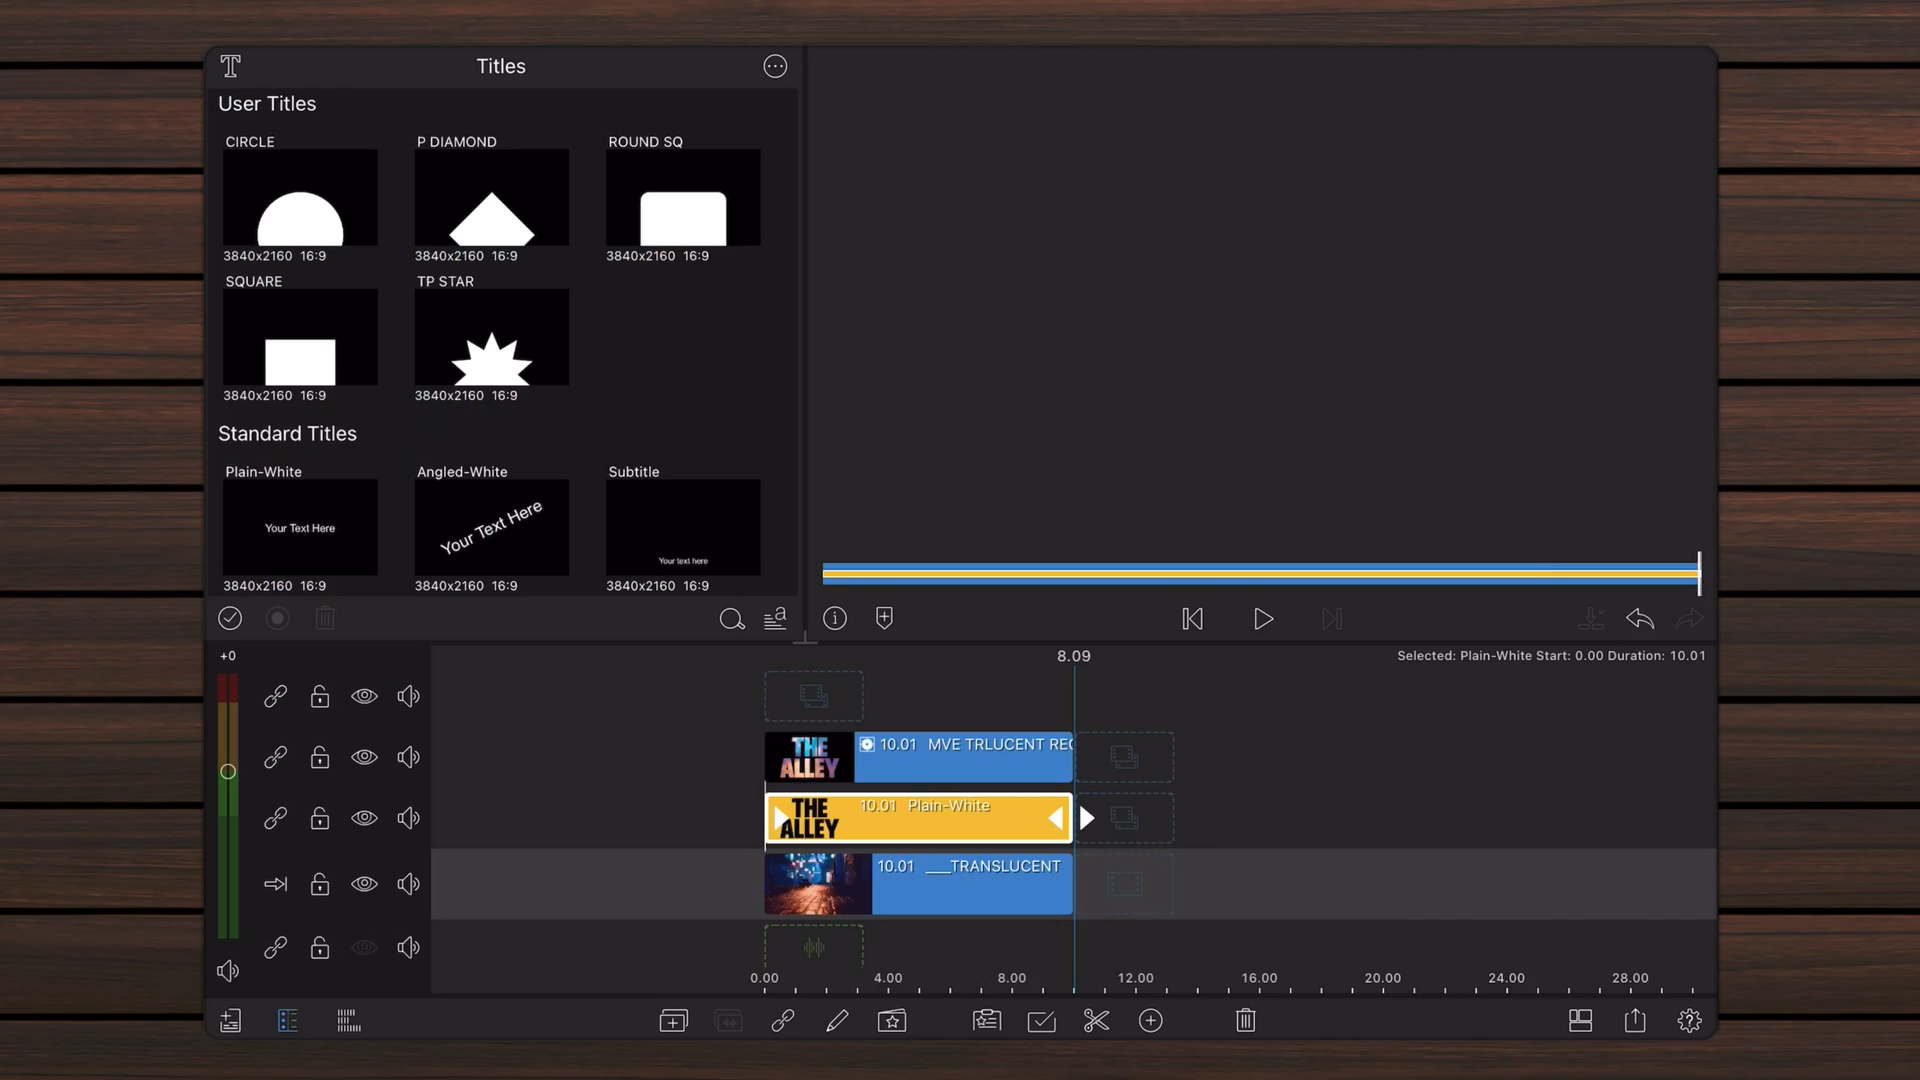 Titles
User Titles
CIRCLE
P DIAMOND
ROUND SQ
3840x2160 16:9
3840x2160 16:9
3840x2160 16:9
SQUARE
TP STAR
3840x2160 16:9
3840x2160 16:9
Standard Titles
Plain-White
Angled-White
Subtitle
Your Text Here
Your Text Here
Your text here
3840x2160 16:9
3840x2160 16:9
3840x2160 16:9
+0
8.09
Selected: Plain-White Start: 0.00 Duration: 10.01
THE
ALLEY
10.01 MVE TRLUCENT REC
THE
ALLEY
10.01 Plain-White
10.01 ___TRANSLUCENT
0.00
4.00
8.00
12.00
16.00
20.00
24.00
28.00